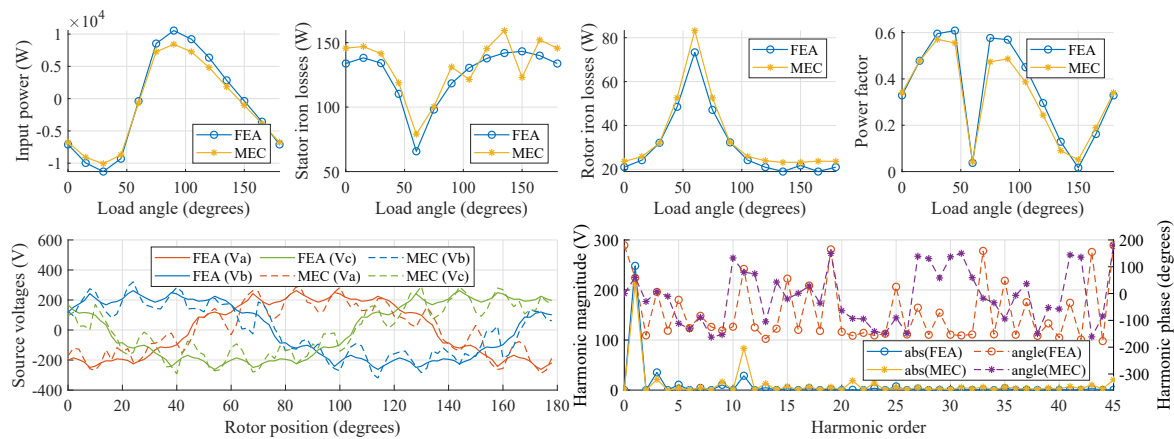 ×10⁴
Input power (W)
1
0.5
0
-0.5
-1
0
50
100
150
Load angle (degrees)
FEA
MEC
Stator iron losses (W)
150
100
50
0
50
100
150
Load angle (degrees)
FEA
MEC
Rotor iron losses (W)
80
60
40
20
0
50
100
150
Load angle (degrees)
FEA
MEC
Power factor
0.6
0.4
0.2
0
0
50
100
150
Load angle (degrees)
FEA
MEC
Source voltages (V)
600
400
200
0
-200
-400
0 20 40 60 80 100 120 140 160 180
Rotor position (degrees)
FEA (Va) FEA (Vc) MEC (Vb)
FEA (Vb) MEC (Va) MEC (Vc)
Harmonic magnitude (V)
300
200
100
0
0 5 10 15 20 25 30 35 40 45
Harmonic order
abs(FEA) angle(FEA)
abs(MEC) angle(MEC)
200
100
0
-100
-200
-300
Harmonic phase (degrees)